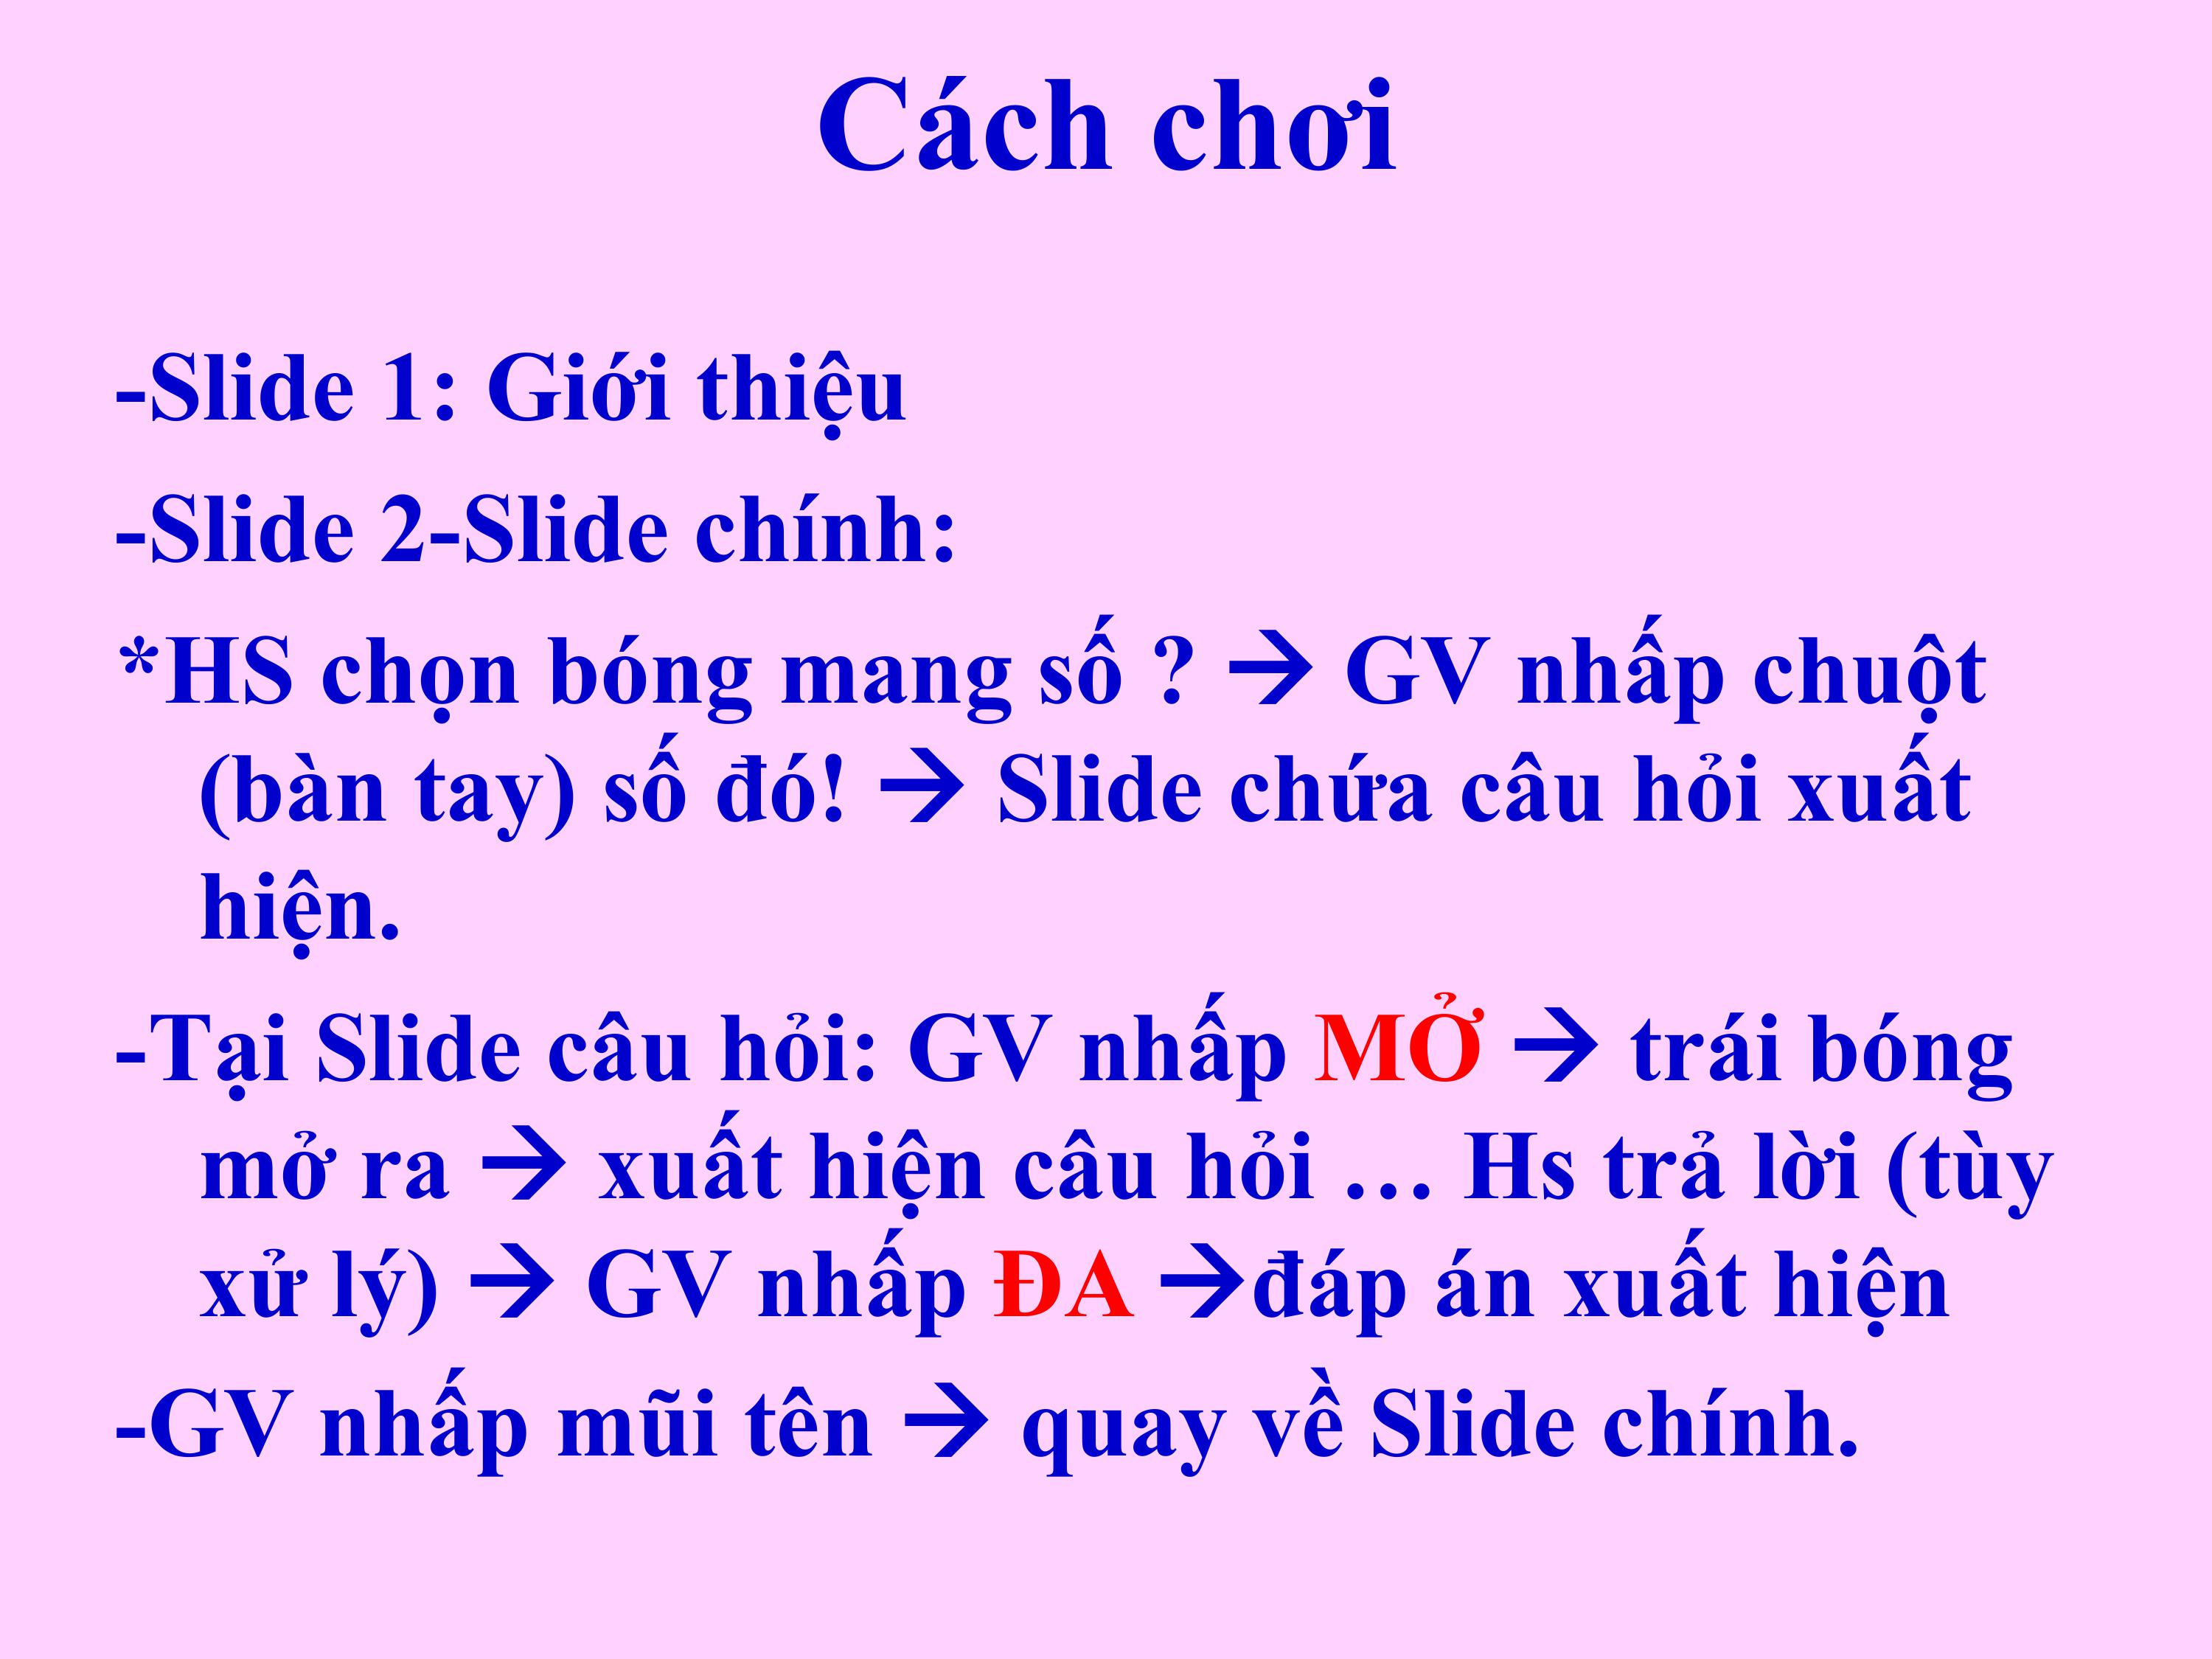 Cách chơi
-Slide 1: Giới thiệu
-Slide 2-Slide chính:
*HS chọn bóng mang số ? →GV nhấp chuột
(bàn tay) số đó! → Slide chứa câu hỏi xuất
hiện.
-Tại Slide câu hỏi: GV nhấp MỞ → trái bóng
mở ra → xuất hiện câu hỏi … Hs trả lời (tùy
xử lý) → GV nhấp ĐA →đáp án xuất hiện
-GV nhấp mũi tên → quay về Slide chính.